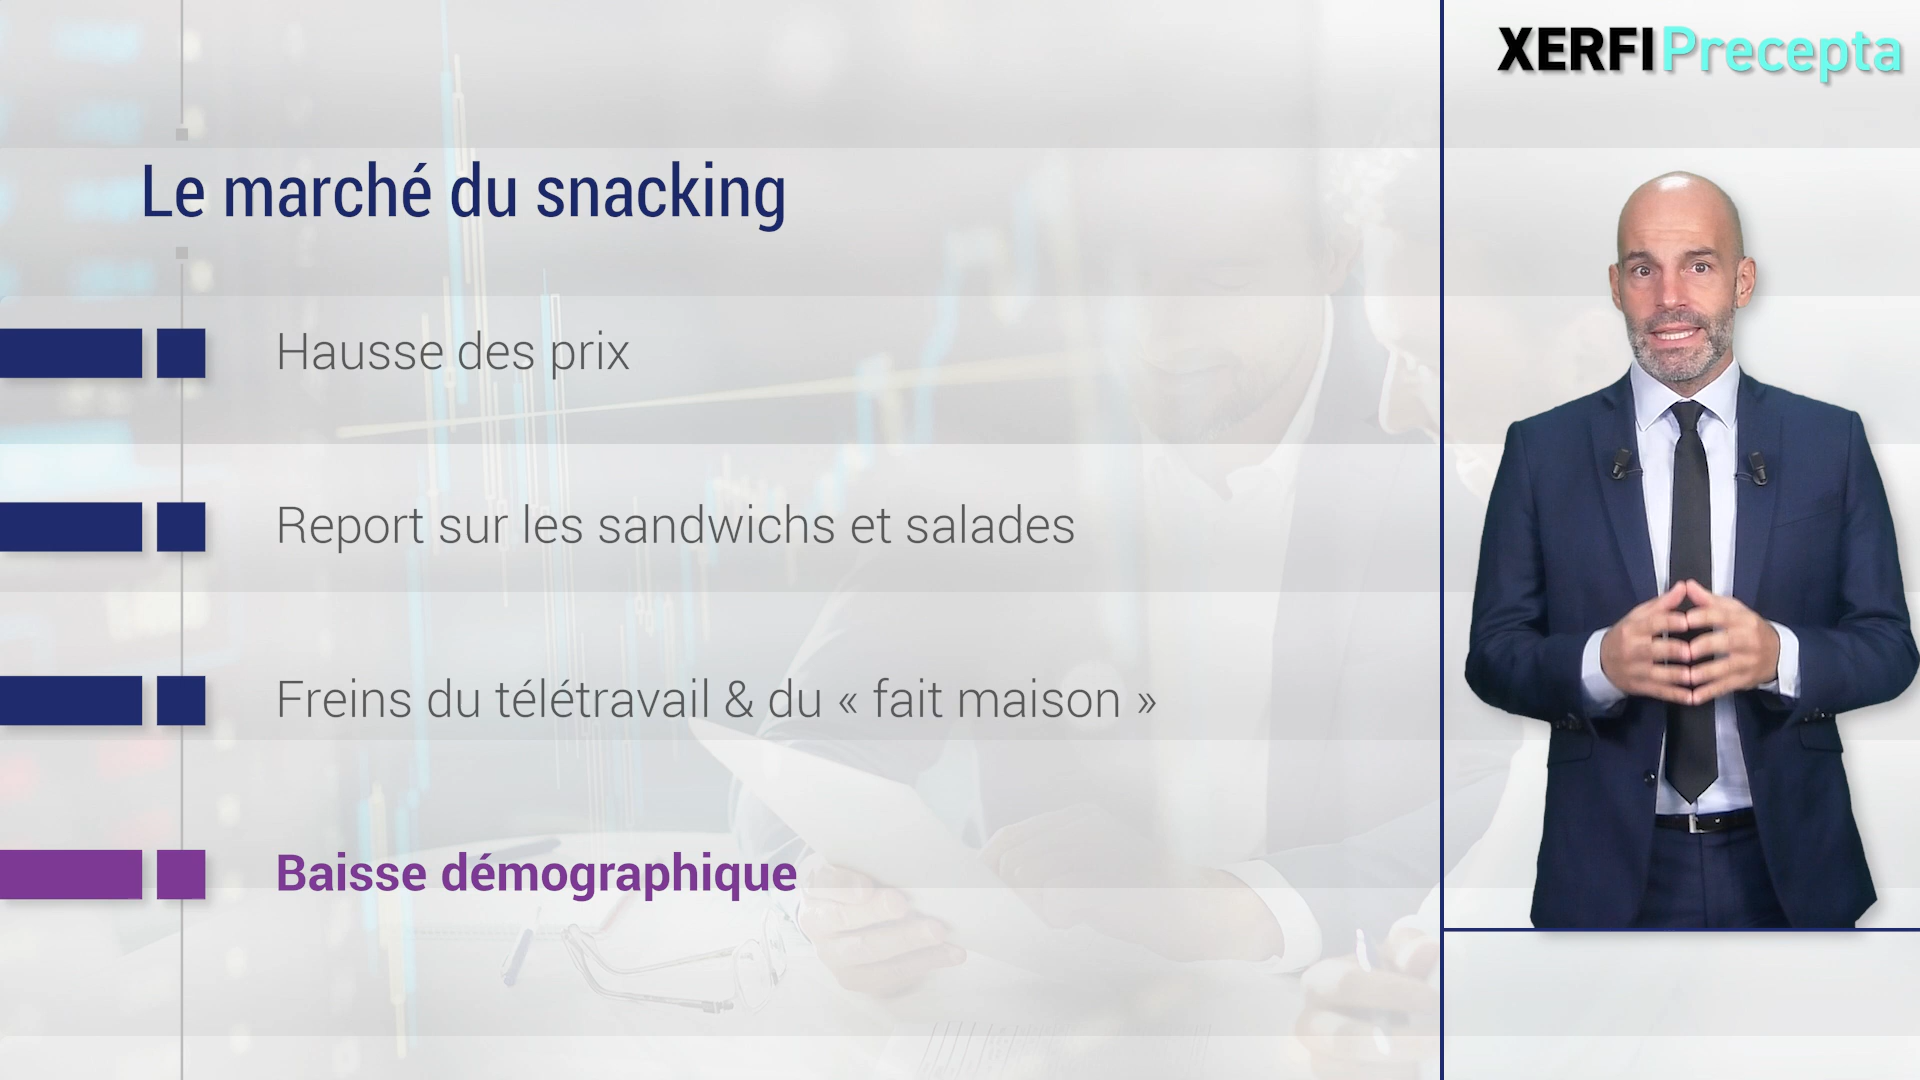 XERFI Precepta
Le marché du snacking
Hausse des prix
Report sur les sandwichs et salades
Freins du télétravail & du « fait maison »
Baisse démographique